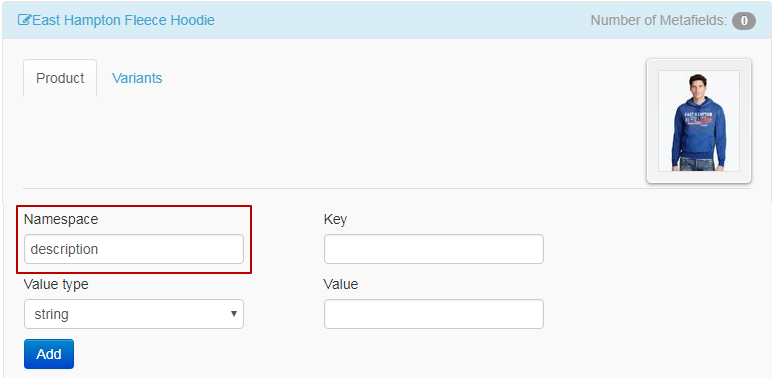 East Hampton Fleece Hoodie
Number of Metafields: 0
Product
Variants
EAST HAMPTON
Namespace
Key
description
Value type
Value
string
Add